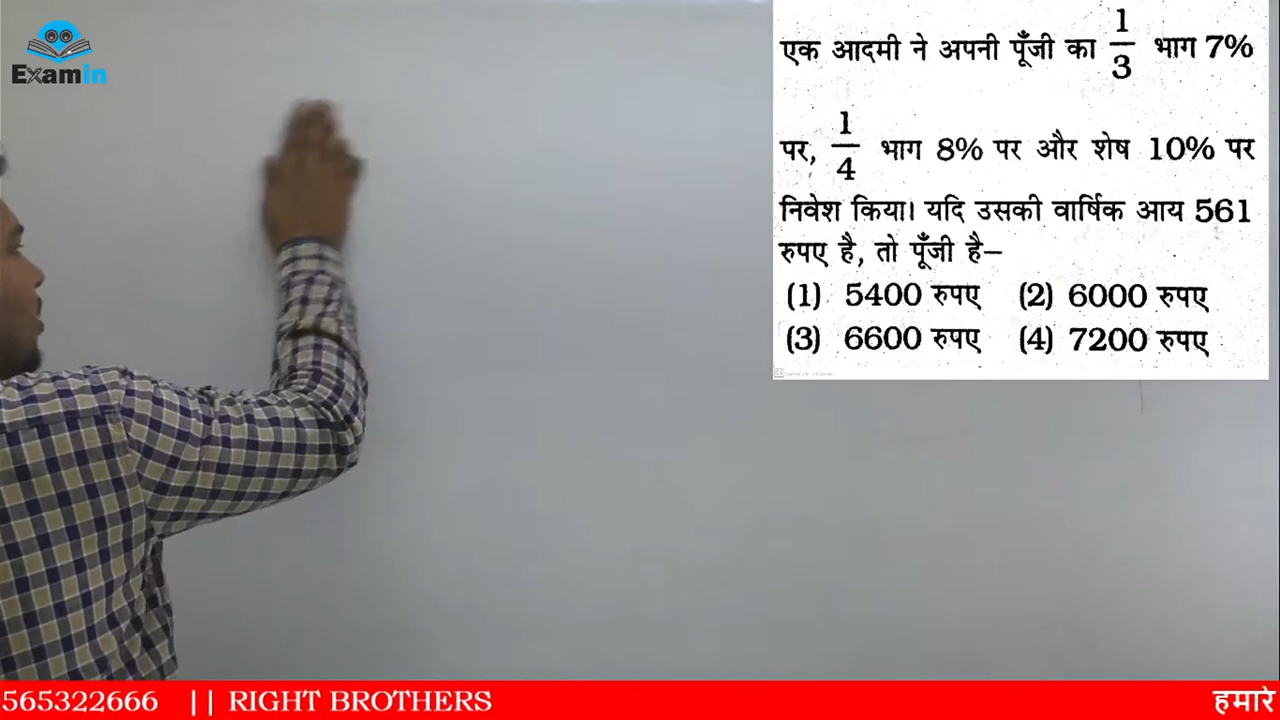 Examin
एक आदमी ने अपनी पूँजी का 1/3 भाग 7%
पर, 1/4 भाग 8% पर और शेष 10% पर
निवेश किया। यदि उसकी वार्षिक आय 561
रुपए है, तो पूँजी है–
(1) 5400 रुपए (2) 6000 रुपए
(3) 6600 रुपए (4) 7200 रुपए
565322666 || RIGHT BROTHERS
हमारे